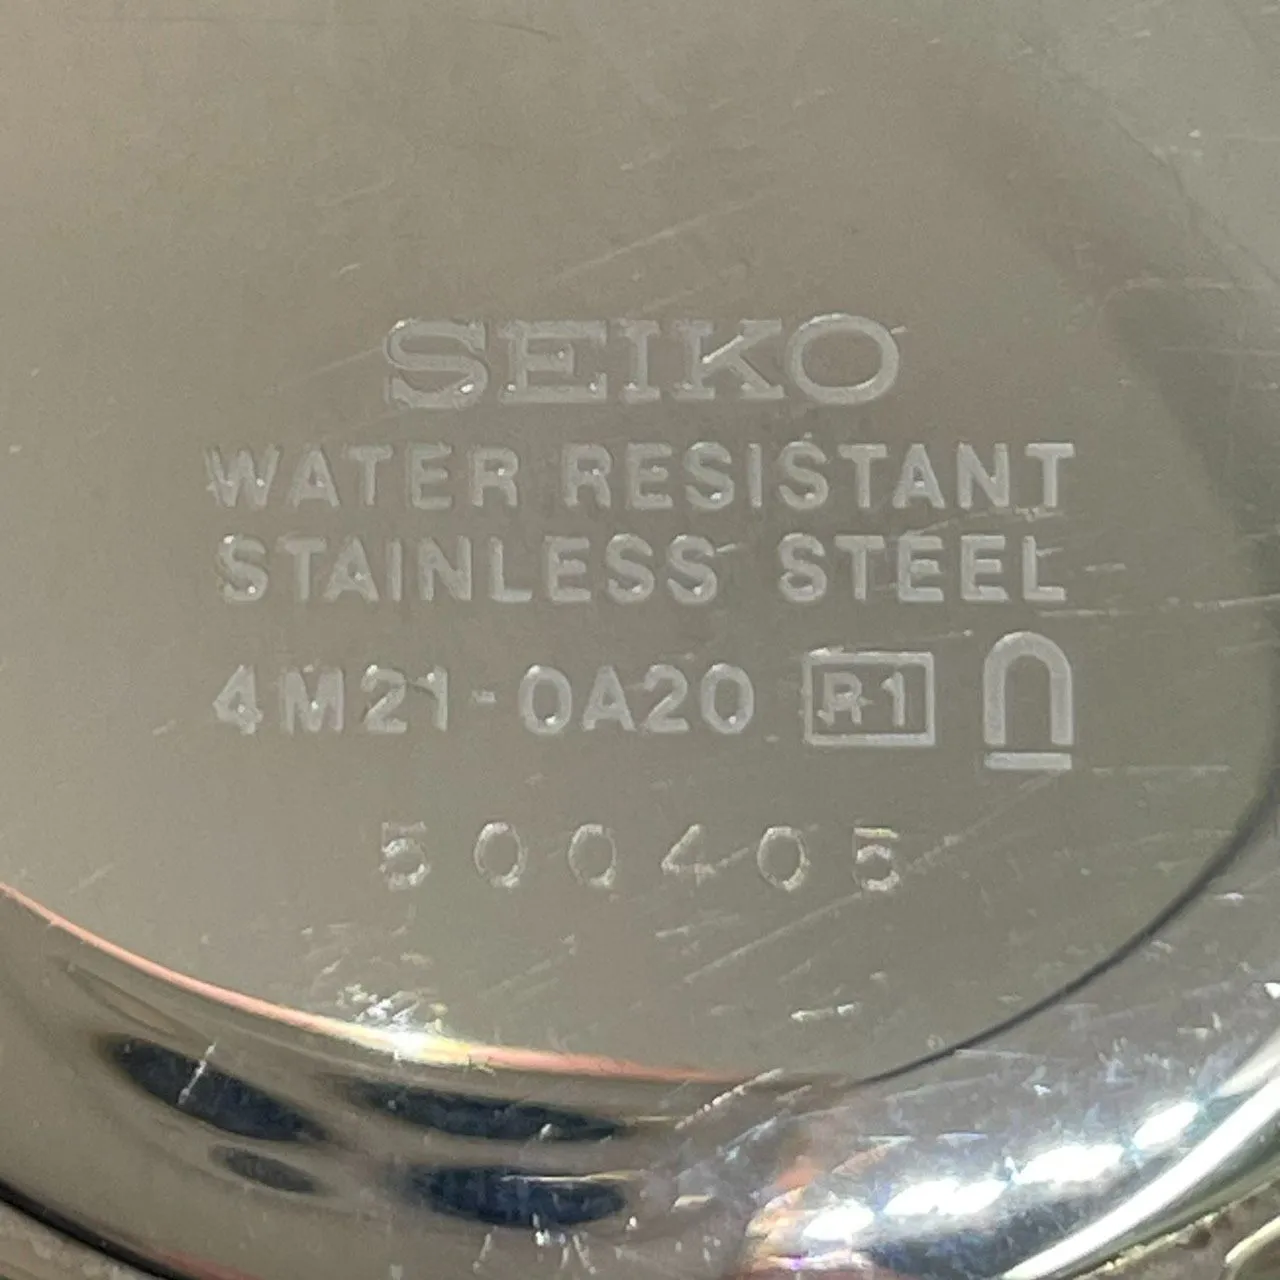 SEIKO
WATER RESISTANT
STAINLESS STEEL
4M21-0A20 R1
500405